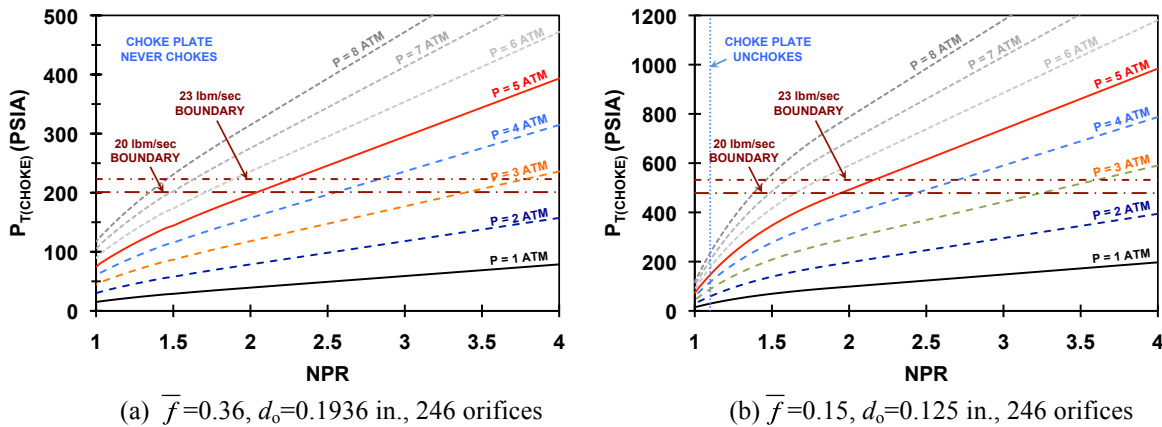 500
400
300
200
100
0
P_T(CHOKE) (PSIA)
CHOKE PLATE
NEVER CHOKES
23 lbm/sec
BOUNDARY
20 lbm/sec
BOUNDARY
P = 8 ATM
P = 7 ATM
P = 6 ATM
P = 5 ATM
P = 4 ATM
P = 3 ATM
P = 2 ATM
P = 1 ATM
1 1.5 2 2.5 3 3.5 4
NPR
(a) f̅=0.36, dₒ=0.1936 in., 246 orifices
1200
1000
800
600
400
200
0
P_T(CHOKE) (PSIA)
CHOKE PLATE
UNCHOKES
23 lbm/sec
BOUNDARY
20 lbm/sec
BOUNDARY
P = 8 ATM
P = 7 ATM
P = 6 ATM
P = 5 ATM
P = 4 ATM
P = 3 ATM
P = 2 ATM
P = 1 ATM
1 1.5 2 2.5 3 3.5 4
NPR
(b) f̅=0.15, dₒ=0.125 in., 246 orifices